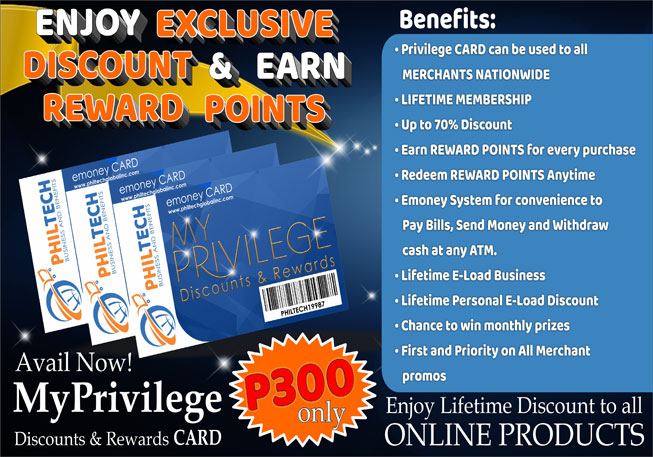 ENJOY EXCLUSIVE
DISCOUNT & EARN
REWARD POINTS
emoney CARD
www.philtechglobalinc.com
PHILTECH
BUSINESS AND BENEFITS
emoney CARD
www.philtechglobalinc.com
PHILTECH
BUSINESS AND BENEFITS
emoney CARD
www.philtechglobalinc.com
PHILTECH
BUSINESS AND BENEFITS
MY
PRIVILEGE
Discounts & Rewards
PHILTECH19987
Avail Now!
MyPrivilege
Discounts & Rewards CARD
P300
only
Benefits:
• Privilege CARD can be used to all
MERCHANTS NATIONWIDE
• LIFETIME MEMBERSHIP
• Up to 70% Discount
• Earn REWARD POINTS for every purchase
• Redeem REWARD POINTS Anytime
• Emoney System for convenience to
Pay Bills, Send Money and Withdraw
cash at any ATM.
• Lifetime E-Load Business
• Lifetime Personal E-Load Discount
• Chance to win monthly prizes
• First and Priority on All Merchant
promos
Enjoy Lifetime Discount to all
ONLINE PRODUCTS